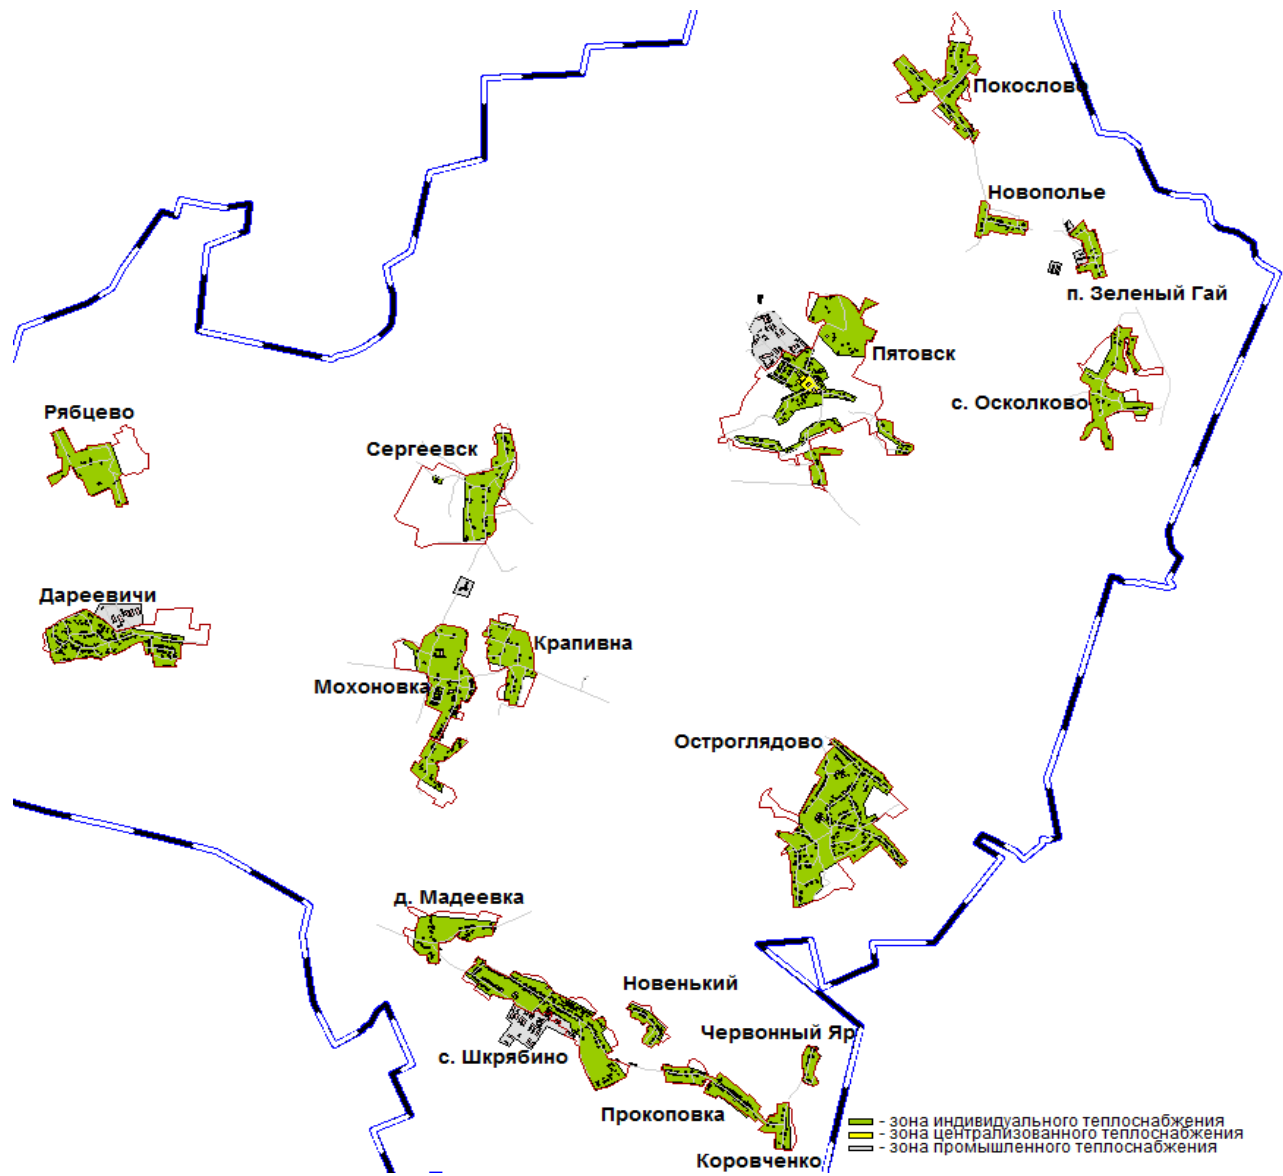 Покослово
Новополье
п. Зеленый Гай
Пятовск
с. Осколково
Рябцево
Сергеевск
Дареевичи
Крапивна
Мохоновка
Остроглядово
д. Мадеевка
Новенький
Червонный Яр
с. Шкрябино
Прокоповка
Коровченко
- зона индивидуального теплоснабжения
- зона централизованного теплоснабжения
- зона промышленного теплоснабжения